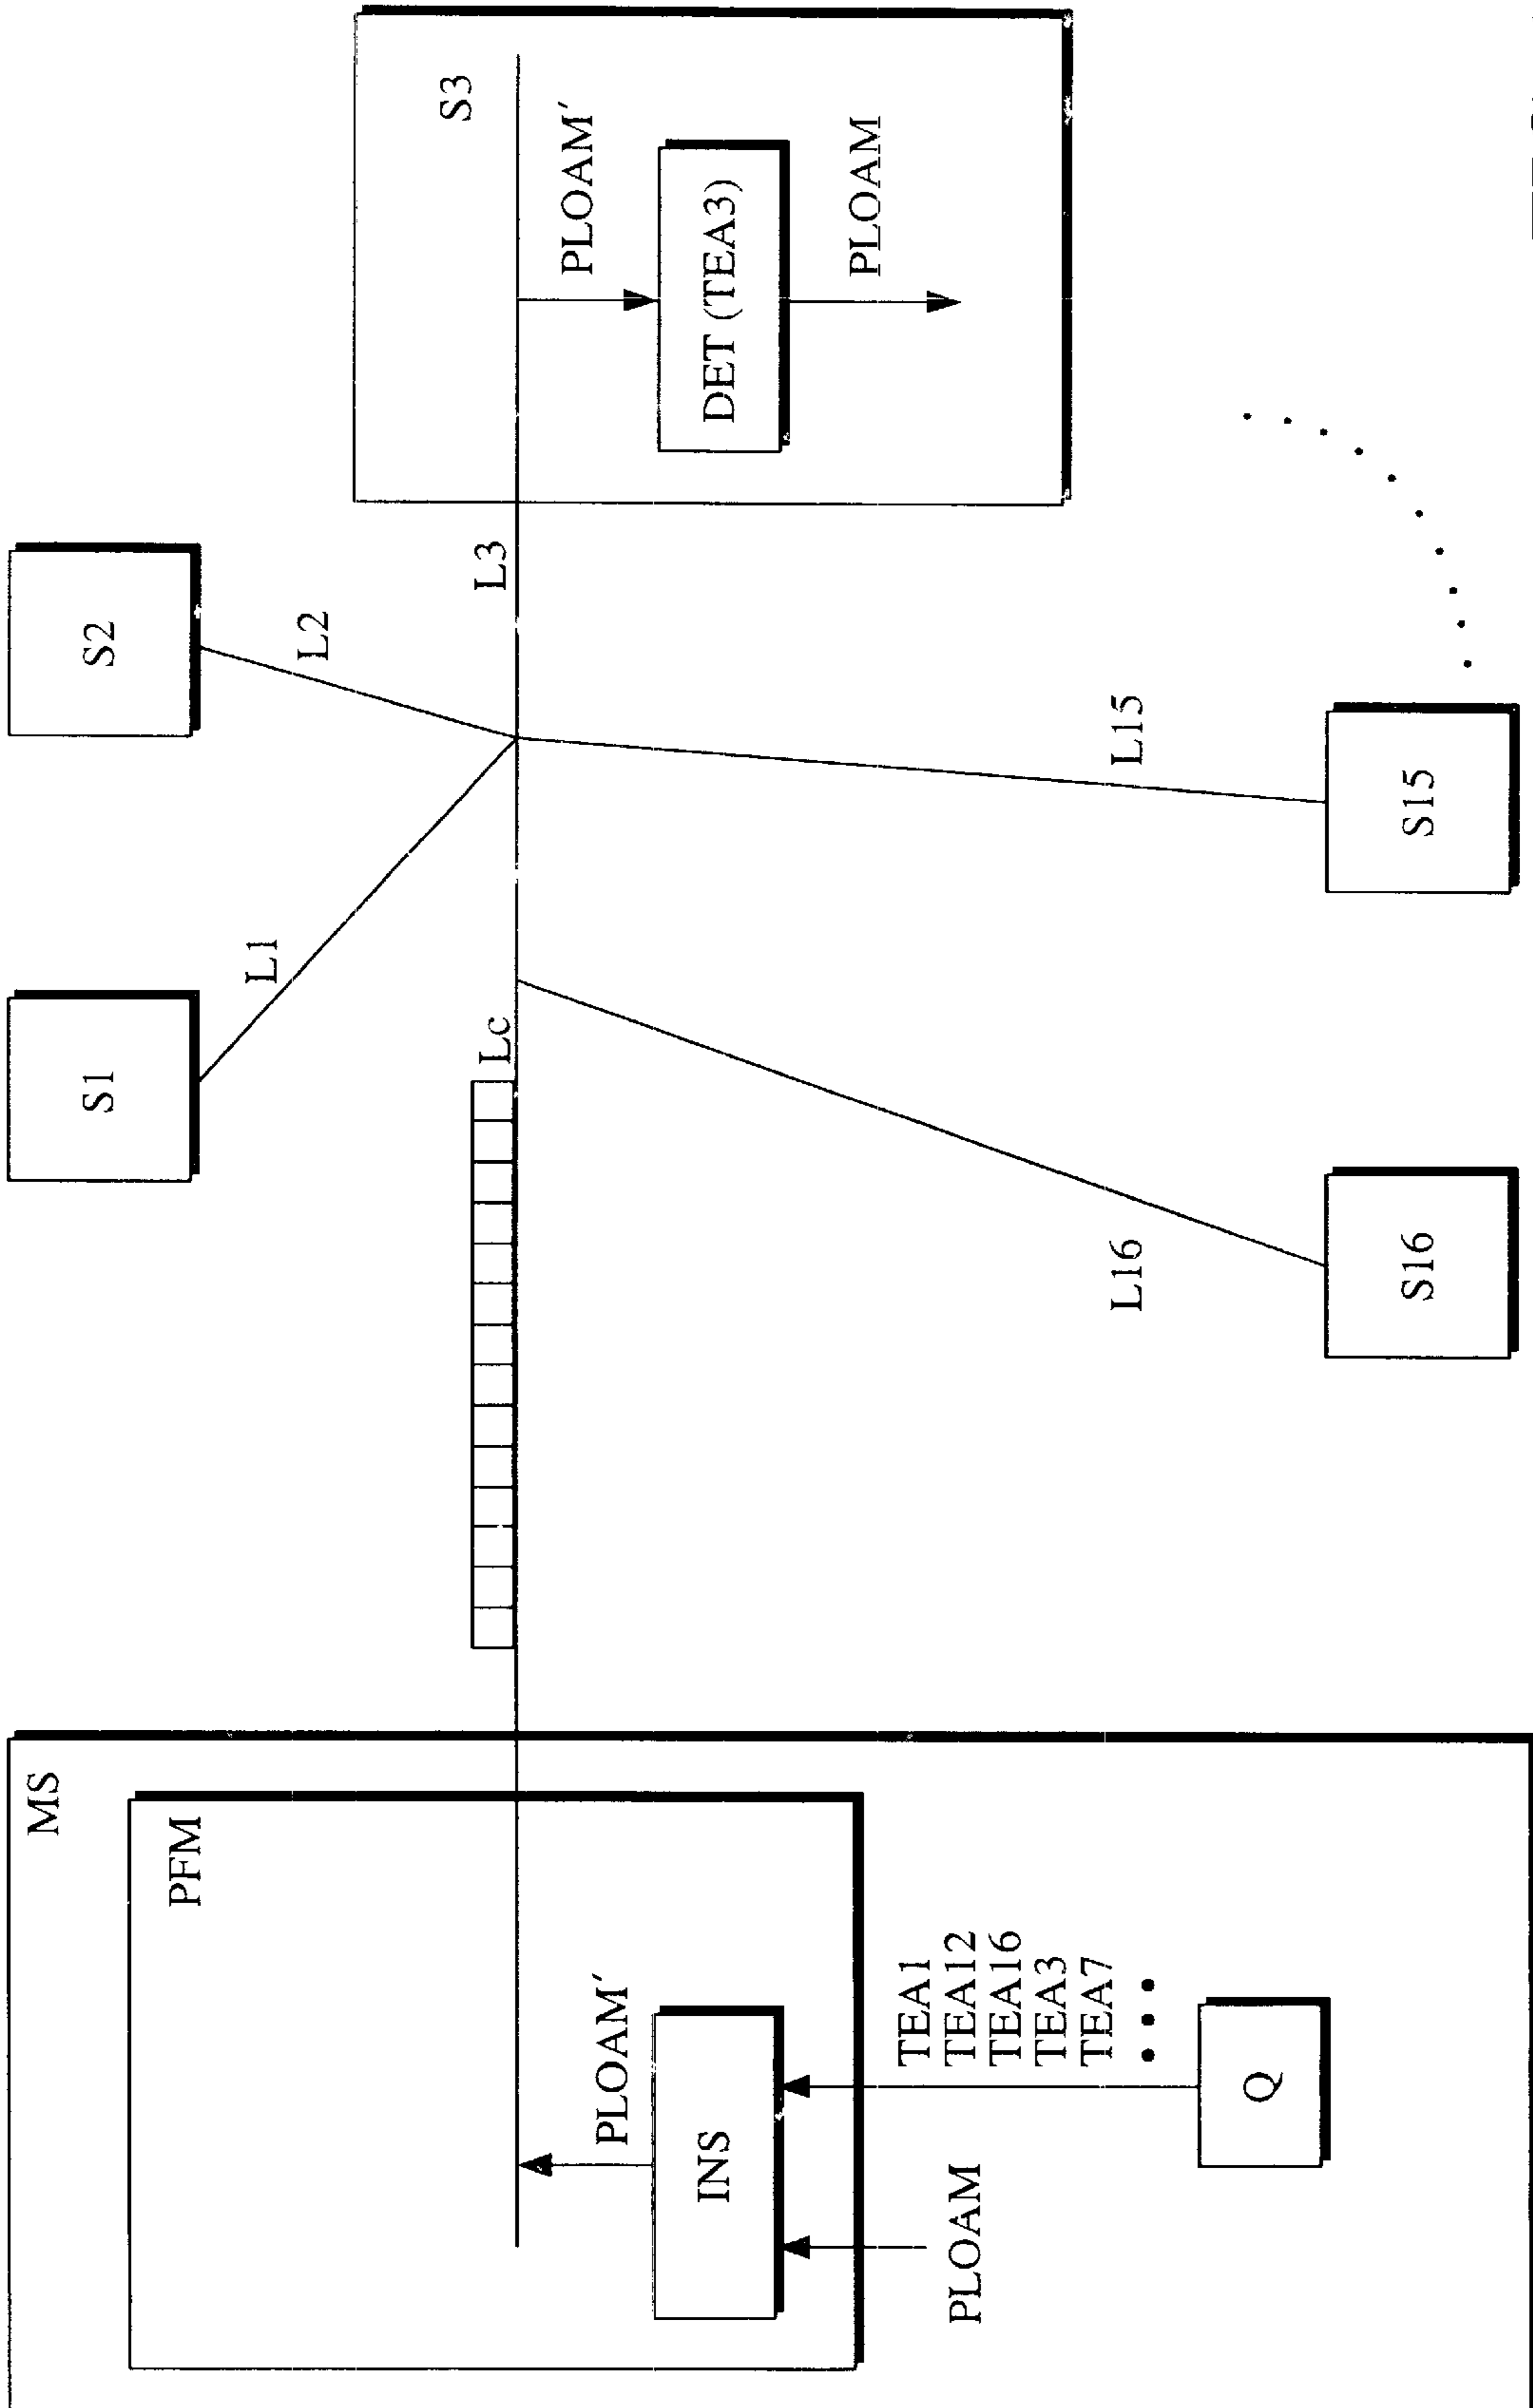 MS
PFM
PLOAM′
INS
PLOAM
TEA1
TEA12
TEA16
TEA3
TEA7
Q
Lc
S1
L1
S2
L2
L3
S3
PLOAM′
DET (TEA3)
PLOAM
L15
S15
L16
S16